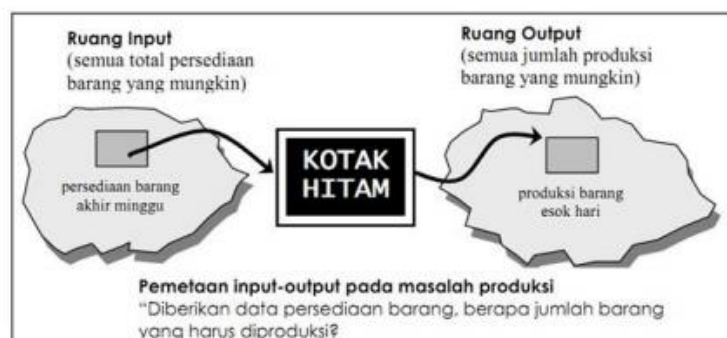 Ruang Input
(semua total persediaan
barang yang mungkin)
Ruang Output
(semua jumlah produksi
barang yang mungkin)
KOTAK
HITAM
persediaan barang
akhir minggu
produksi barang
esok hari
Pemetaan input-output pada masalah produksi
“Diberikan data persediaan barang, berapa jumlah barang
yang harus diproduksi?